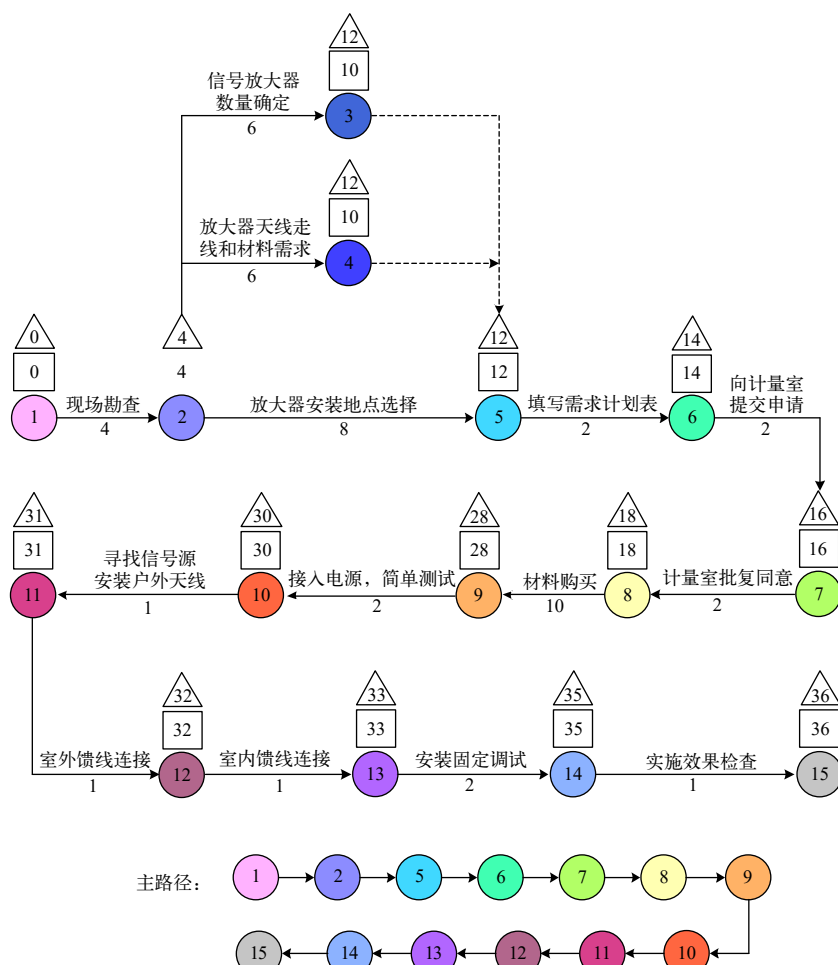 12
10
信号放大器
数量确定
3
6
12
10
放大器天线走
线和材料需求
4
6
0
0
1
现场勘查
4
4
4
2
放大器安装地点选择
8
12
12
5
填写需求计划表
2
14
14
6
向计量室
提交申请
2
16
16
7
计量室批复同意
2
18
18
8
材料购买
10
28
28
9
接入电源，简单测试
2
30
30
10
寻找信号源
安装户外天线
1
31
31
11
室外馈线连接
1
32
32
12
室内馈线连接
1
33
33
13
安装固定调试
2
35
35
14
实施效果检查
1
36
36
15
主路径：
1 2 5 6 7 8 9
15 14 13 12 11 10